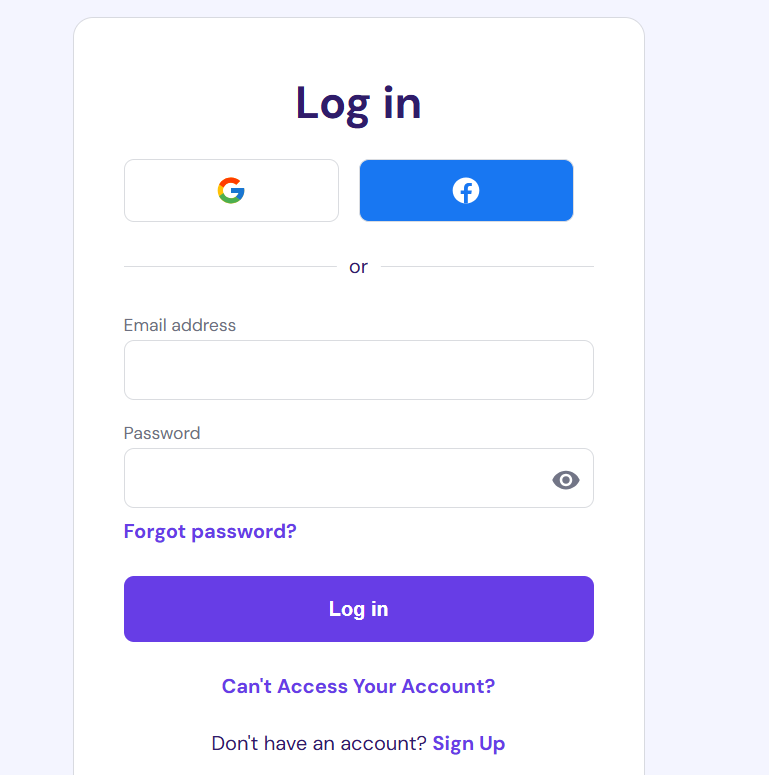 Log in
or
Email address
Password
Forgot password?
Log in
Can't Access Your Account?
Don't have an account? Sign Up